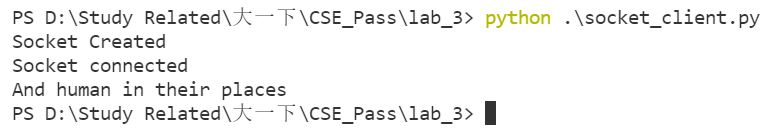 PS D:\Study Related\大一下\CSE_Pass\lab_3> python .\socket_client.py
Socket Created
Socket connected
And human in their places
PS D:\Study Related\大一下\CSE_Pass\lab_3>